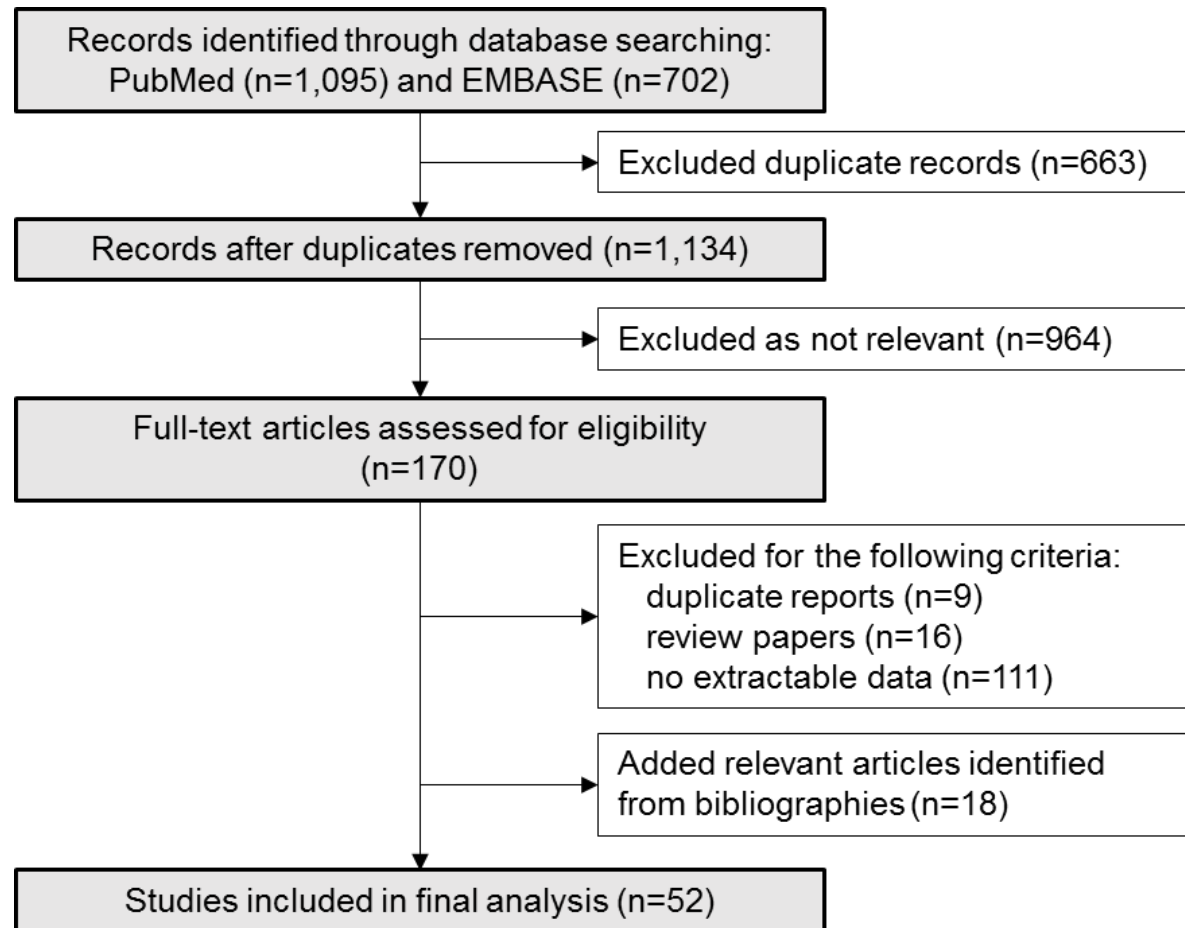 Records identified through database searching:
PubMed (n=1,095) and EMBASE (n=702)
Excluded duplicate records (n=663)
Records after duplicates removed (n=1,134)
Excluded as not relevant (n=964)
Full-text articles assessed for eligibility
(n=170)
Excluded for the following criteria:
duplicate reports (n=9)
review papers (n=16)
no extractable data (n=111)
Added relevant articles identified
from bibliographies (n=18)
Studies included in final analysis (n=52)